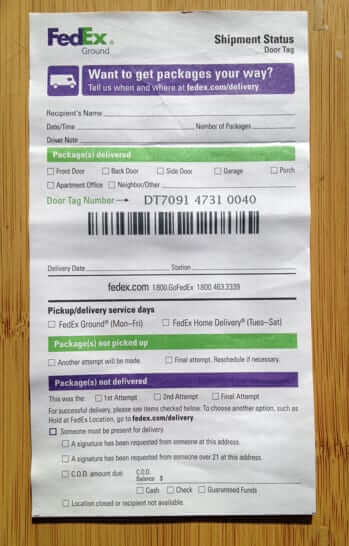 FedEx®
Ground
Shipment Status
Door Tag
Want to get packages your way?
Tell us when and where at fedex.com/delivery.
Recipient's Name
Date/Time Number of Packages
Driver Note
Package(s) delivered
Front Door Back Door Side Door Garage Porch
Apartment Office Neighbor/Other
Door Tag Number→ DT7091 4731 0040
Delivery Date Station
fedex.com 1800.GoFedEx 1800.463.3339
Pickup/delivery service days
FedEx Ground® (Mon–Fri) FedEx Home Delivery® (Tues–Sat)
Package(s) not picked up
Another attempt will be made. Final attempt. Reschedule if necessary.
Package(s) not delivered
This was the: 1st Attempt 2nd Attempt Final Attempt
For successful delivery, please see items checked below. To choose another option, such as
Hold at FedEx Location, go to fedex.com/delivery.
Someone must be present for delivery.
A signature has been requested from someone at this address.
A signature has been requested from someone over 21 at this address.
C.O.D. amount due: C.O.D.
Balance $
Cash Check Guaranteed Funds
Location closed or recipient not available.